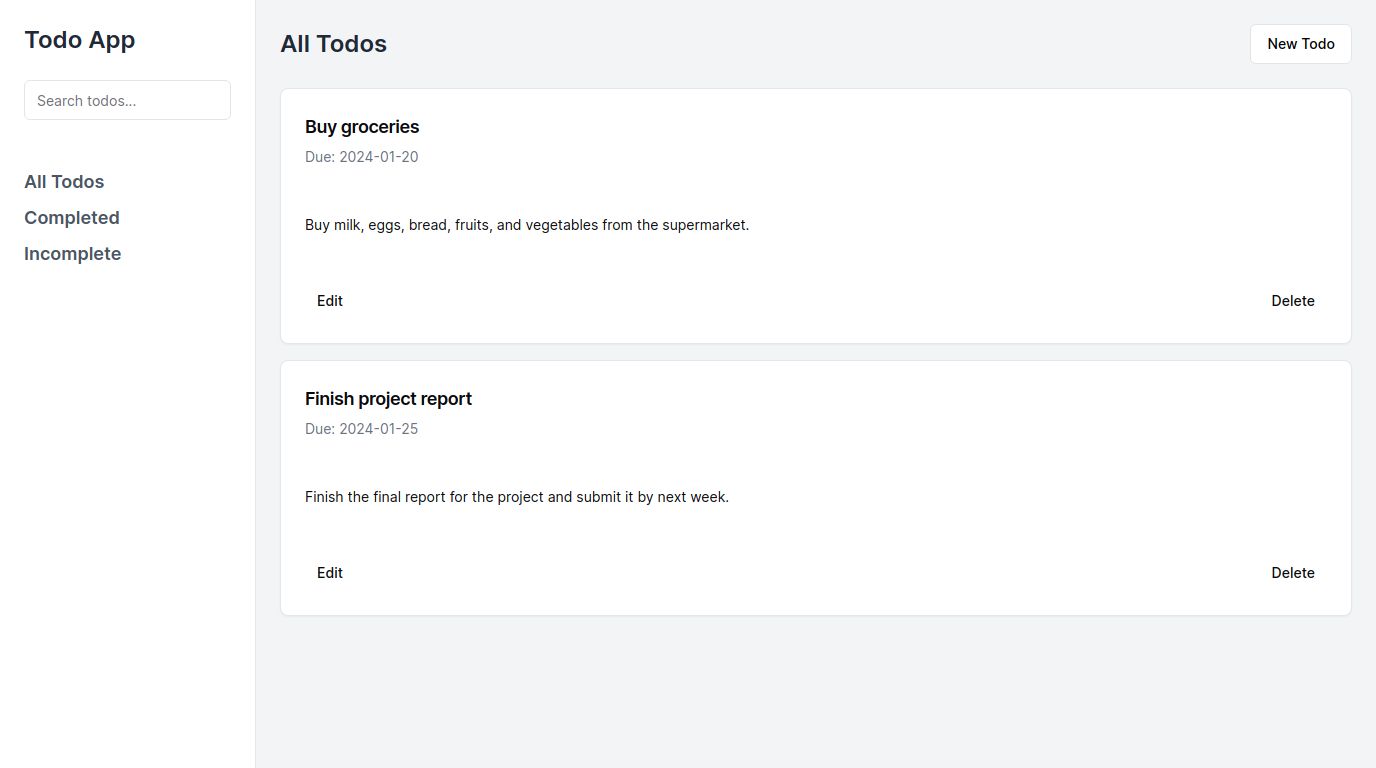 Todo App
Search todos...
All Todos
Completed
Incomplete
All Todos
New Todo
Buy groceries
Due: 2024-01-20
Buy milk, eggs, bread, fruits, and vegetables from the supermarket.
Edit
Delete
Finish project report
Due: 2024-01-25
Finish the final report for the project and submit it by next week.
Edit
Delete